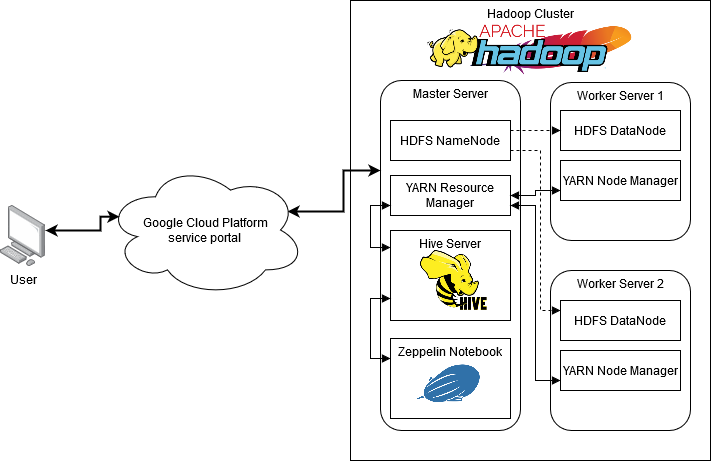 Hadoop Cluster
APACHE
hadoop
Master Server
HDFS NameNode
YARN Resource
Manager
Hive Server
HIVE
Zeppelin Notebook
Worker Server 1
HDFS DataNode
YARN Node Manager
Worker Server 2
HDFS DataNode
YARN Node Manager
Google Cloud Platform
service portal
User